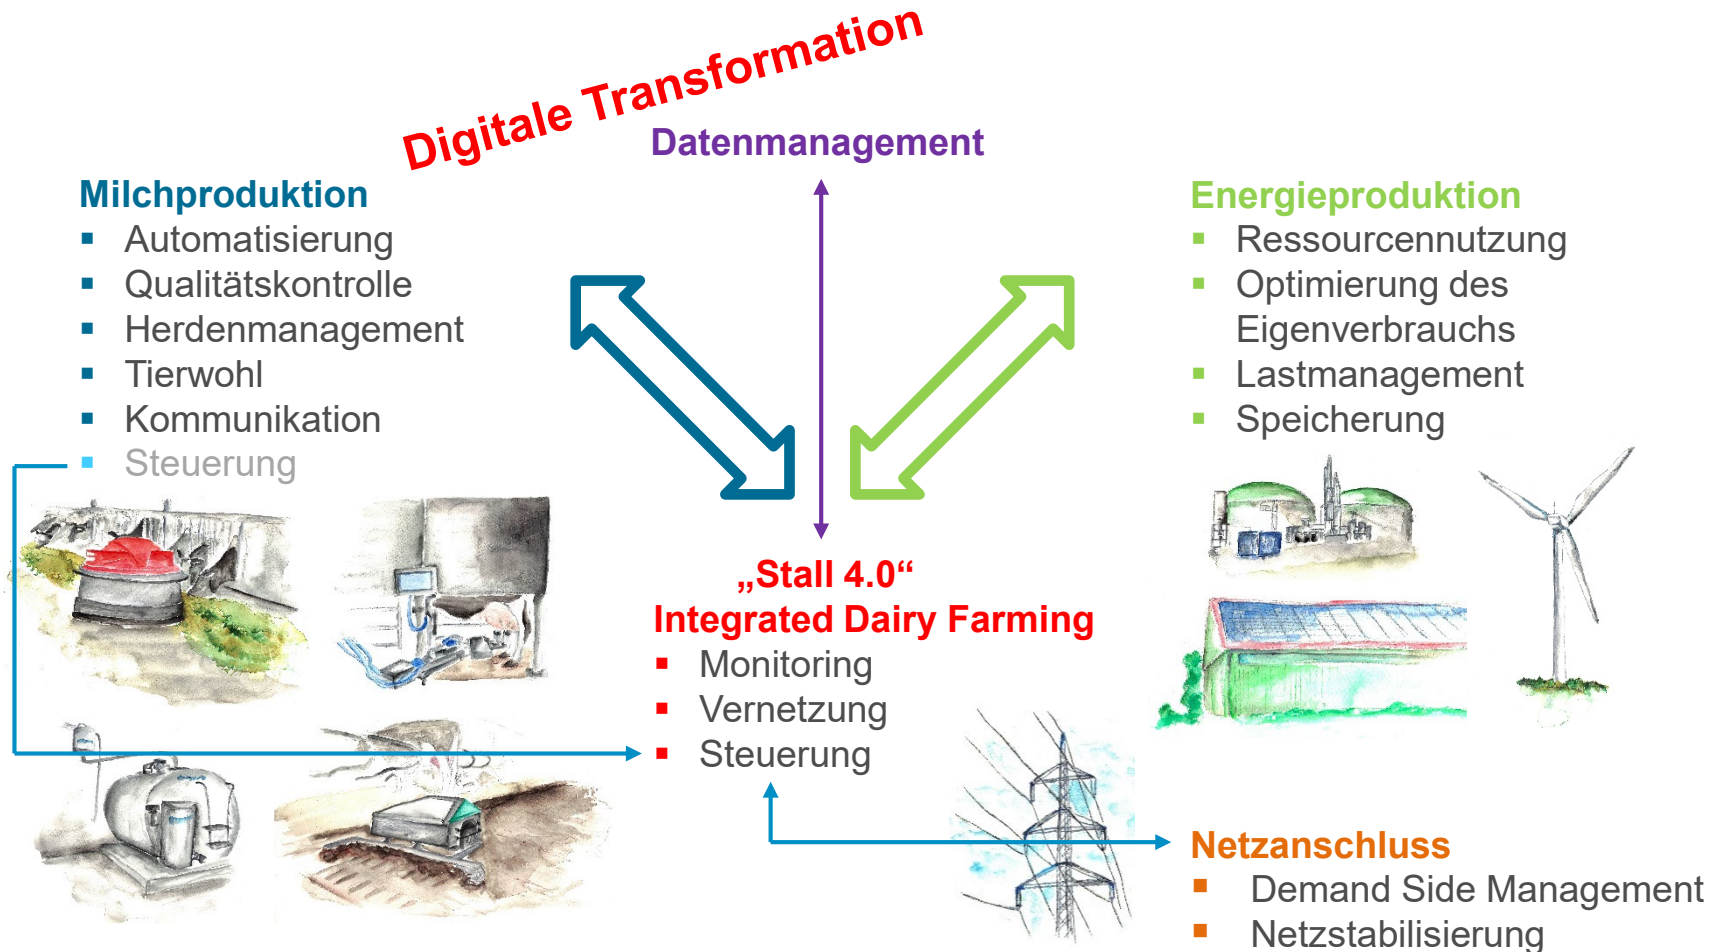 Digitale Transformation
Datenmanagement
Milchproduktion
Automatisierung
Qualitätskontrolle
Herdenmanagement
Tierwohl
Kommunikation
Steuerung
Energieproduktion
Ressourcennutzung
Optimierung des
Eigenverbrauchs
Lastmanagement
Speicherung
„Stall 4.0“
Integrated Dairy Farming
Monitoring
Vernetzung
Steuerung
Netzanschluss
Demand Side Management
Netzstabilisierung